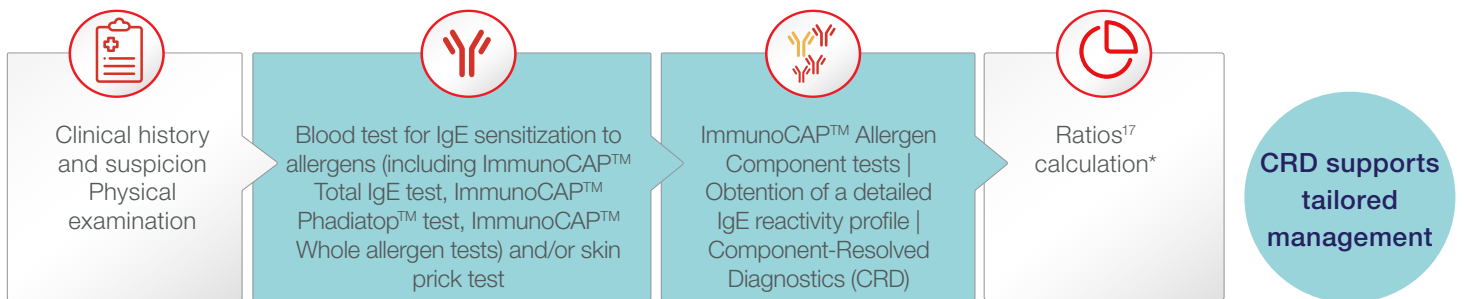 Clinical history
and suspicion
Physical
examination
Blood test for IgE sensitization to
allergens (including ImmunoCAP™
Total IgE test, ImmunoCAP™
Phadiatop™ test, ImmunoCAP™
Whole allergen tests) and/or skin
prick test
ImmunoCAP™ Allergen
Component tests |
Obtention of a detailed
IgE reactivity profile |
Component-Resolved
Diagnostics (CRD)
Ratios¹⁷
calculation*
CRD supports
tailored
management